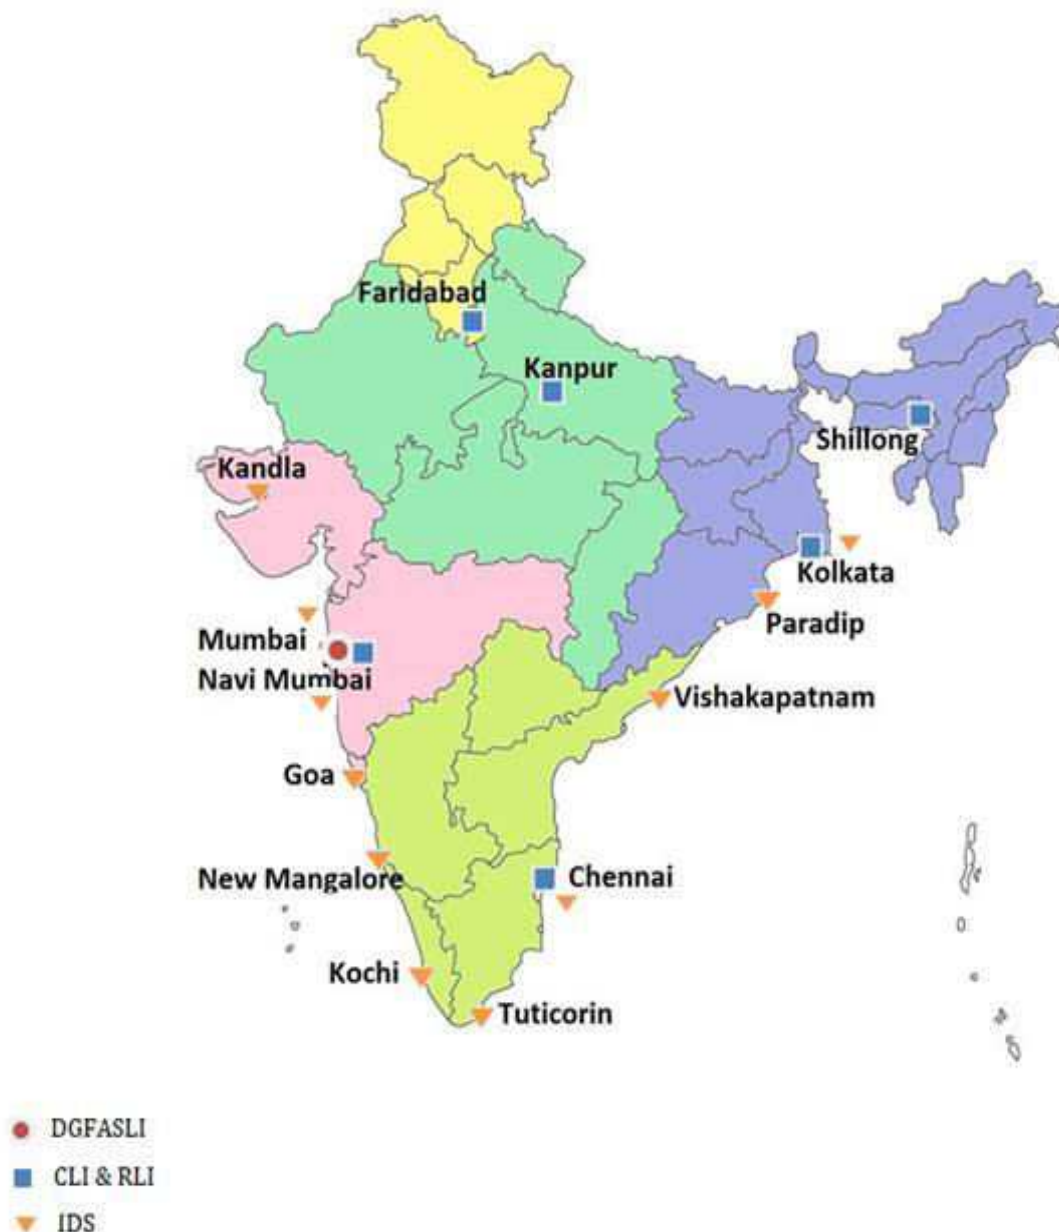 Faridabad
Kanpur
Shillong
Kandla
Kolkata
Paradip
Mumbai
Navi Mumbai
Vishakapatnam
Goa
New Mangalore
Chennai
Kochi
Tuticorin
DGFASLI
CLI & RLI
IDS